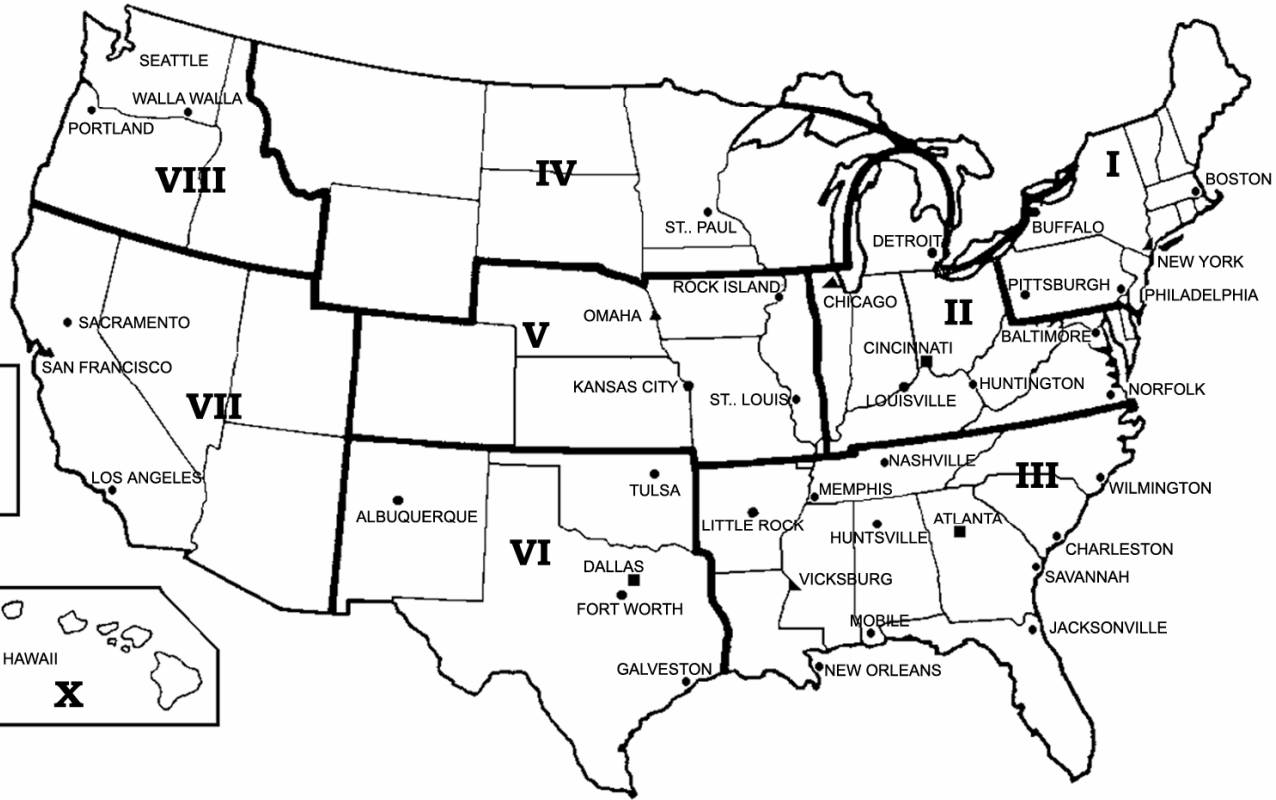 SEATTLE
WALLA WALLA
PORTLAND
VIII
IV
I
BOSTON
ST.. PAUL
DETROIT
BUFFALO
NEW YORK
ROCK ISLAND
CHICAGO
PITTSBURGH
PHILADELPHIA
OMAHA
II
SACRAMENTO
V
CINCINNATI
BALTIMORE
SAN FRANCISCO
KANSAS CITY
ST.. LOUIS
LOUISVILLE
HUNTINGTON
NORFOLK
VII
LOS ANGELES
TULSA
NASHVILLE
III
MEMPHIS
WILMINGTON
ALBUQUERQUE
LITTLE ROCK
HUNTSVILLE
ATLANTA
CHARLESTON
VI
DALLAS
VICKSBURG
SAVANNAH
FORT WORTH
MOBILE
JACKSONVILLE
HAWAII
GALVESTON
NEW ORLEANS
X